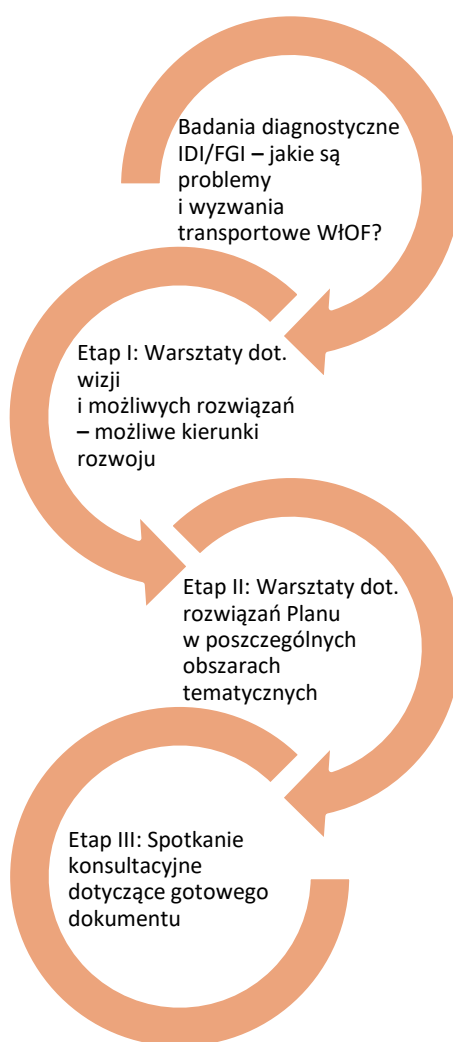 Badania diagnostyczne
IDI/FGI – jakie są
problemy
i wyzwania
transportowe WłOF?
Etap I: Warsztaty dot.
wizji
i możliwych rozwiązań
– możliwe kierunki
rozwoju
Etap II: Warsztaty dot.
rozwiązań Planu
w poszczególnych
obszarach
tematycznych
Etap III: Spotkanie
konsultacyjne
dotyczące gotowego
dokumentu